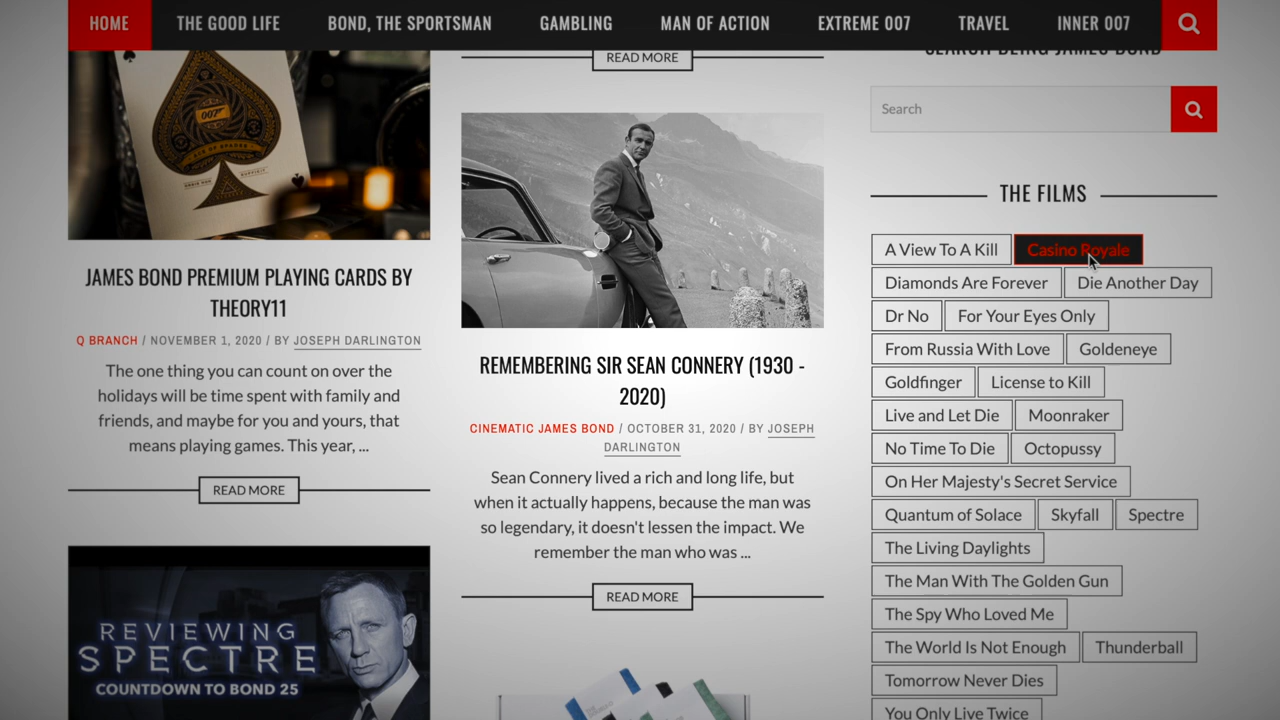 HOME
THE GOOD LIFE
BOND, THE SPORTSMAN
GAMBLING
MAN OF ACTION
EXTREME 007
TRAVEL
INNER 007
007
JAMES BOND PREMIUM PLAYING CARDS BY
THEORY11
Q BRANCH / NOVEMBER 1, 2020 / BY JOSEPH DARLINGTON
The one thing you can count on over the
holidays will be time spent with family and
friends, and maybe for you and yours, that
means playing games. This year, ...
READ MORE
REVIEWING
SPECTRE
COUNTDOWN TO BOND 25
READ MORE
REMEMBERING SIR SEAN CONNERY (1930 -
2020)
CINEMATIC JAMES BOND / OCTOBER 31, 2020 / BY JOSEPH
DARLINGTON
Sean Connery lived a rich and long life, but
when it actually happens, because the man was
so legendary, it doesn't lessen the impact. We
remember the man who was ...
READ MORE
SEARCH BEING JAMES BOND
Search
THE FILMS
A View To A Kill
Casino Royale
Diamonds Are Forever
Die Another Day
Dr No
For Your Eyes Only
From Russia With Love
Goldeneye
Goldfinger
License to Kill
Live and Let Die
Moonraker
No Time To Die
Octopussy
On Her Majesty's Secret Service
Quantum of Solace
Skyfall
Spectre
The Living Daylights
The Man With The Golden Gun
The Spy Who Loved Me
The World Is Not Enough
Thunderball
Tomorrow Never Dies
You Only Live Twice